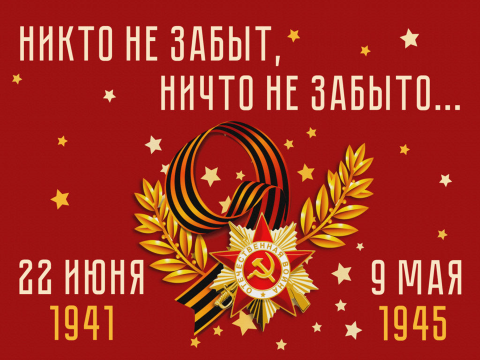 НИКТО НЕ ЗАБЫТ,
НИЧТО НЕ ЗАБЫТО...
ОТЕЧЕСТВЕННАЯ ВОЙНА
22 ИЮНЯ
1941
9 МАЯ
1945